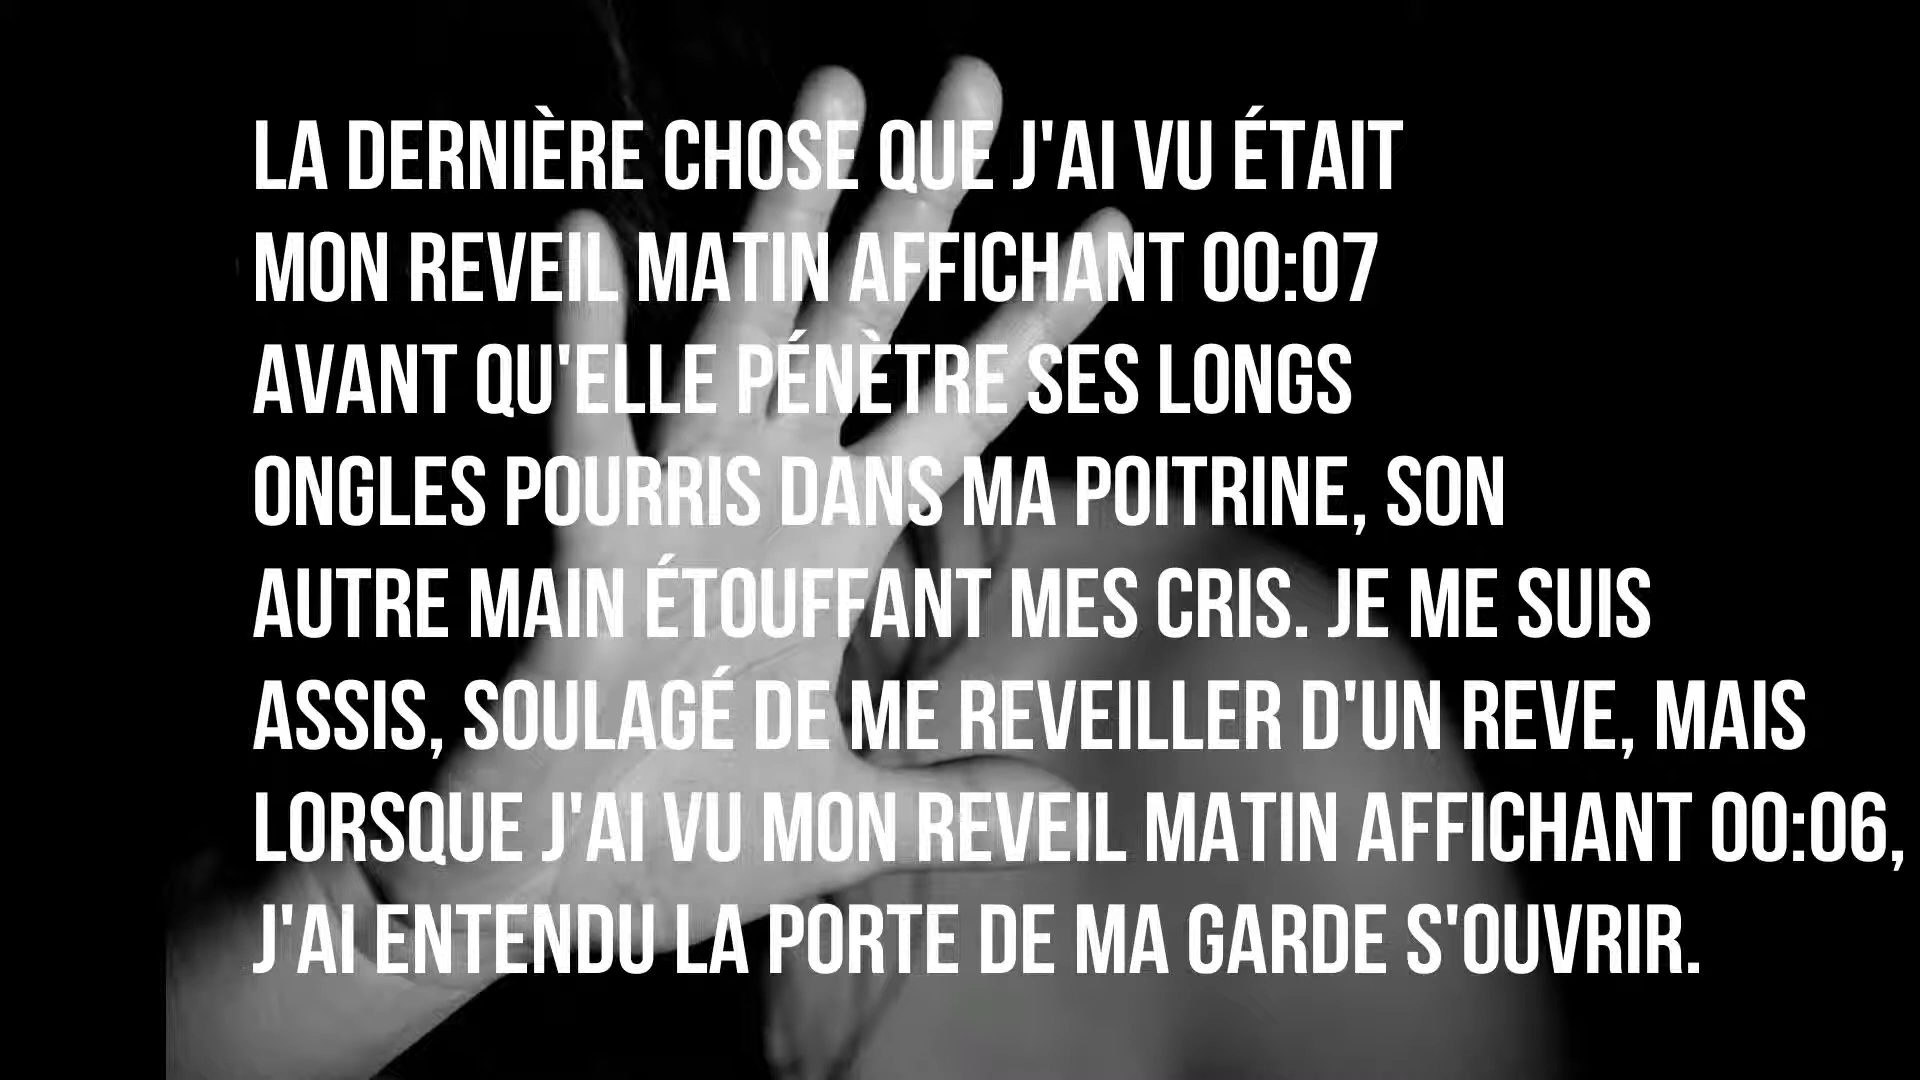 LA DERNIÈRE CHOSE QUE J'AI VU ÉTAIT
MON REVEIL MATIN AFFICHANT 00:07
AVANT QU'ELLE PÉNÈTRE SES LONGS
ONGLES POURRIS DANS MA POITRINE, SON
AUTRE MAIN ÉTOUFFANT MES CRIS. JE ME SUIS
ASSIS, SOULAGÉ DE ME REVEILLER D'UN REVE, MAIS
LORSQUE J'AI VU MON REVEIL MATIN AFFICHANT 00:06,
J'AI ENTENDU LA PORTE DE MA GARDE S'OUVRIR.